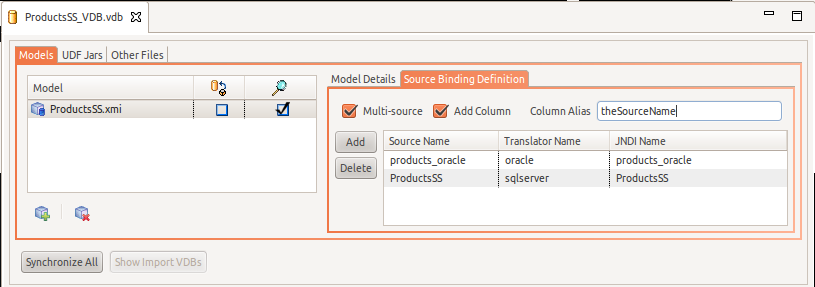 ProductsSS_VDB.vdb
Models UDF Jars Other Files
Model
ProductsSS.xmi
Model Details Source Binding Definition
Multi-source Add Column Column Alias theSourceName
Add
Delete
Source Name Translator Name JNDI Name
products_oracle oracle products_oracle
ProductsSS sqlserver ProductsSS
Synchronize All Show Import VDBs